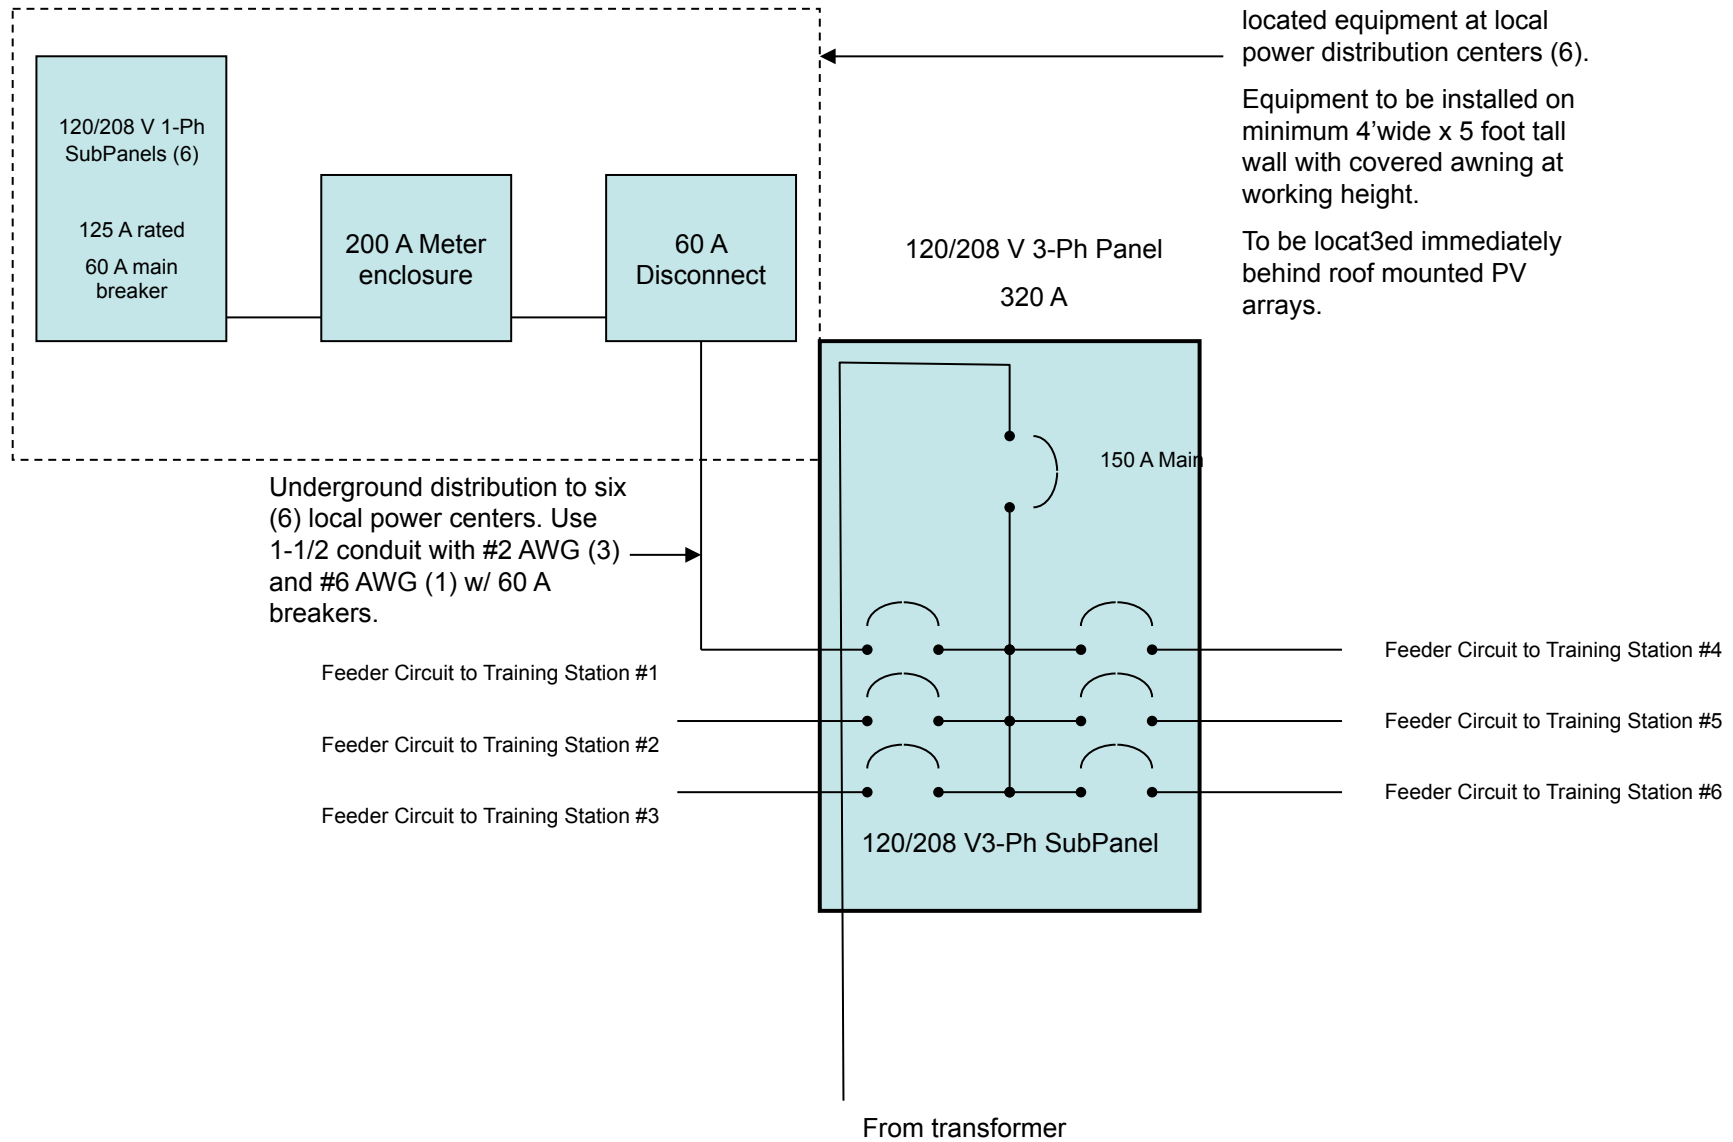 located equipment at local
power distribution centers (6).
Equipment to be installed on
minimum 4’wide x 5 foot tall
wall with covered awning at
working height.
To be locat3ed immediately
behind roof mounted PV
arrays.
120/208 V 1-Ph
SubPanels (6)
125 A rated
60 A main
breaker
200 A Meter
enclosure
60 A
Disconnect
120/208 V 3-Ph Panel
320 A
150 A Main
Underground distribution to six
(6) local power centers. Use
1-1/2 conduit with #2 AWG (3)
and #6 AWG (1) w/ 60 A
breakers.
Feeder Circuit to Training Station #1
Feeder Circuit to Training Station #2
Feeder Circuit to Training Station #3
Feeder Circuit to Training Station #4
Feeder Circuit to Training Station #5
Feeder Circuit to Training Station #6
120/208 V3-Ph SubPanel
From transformer